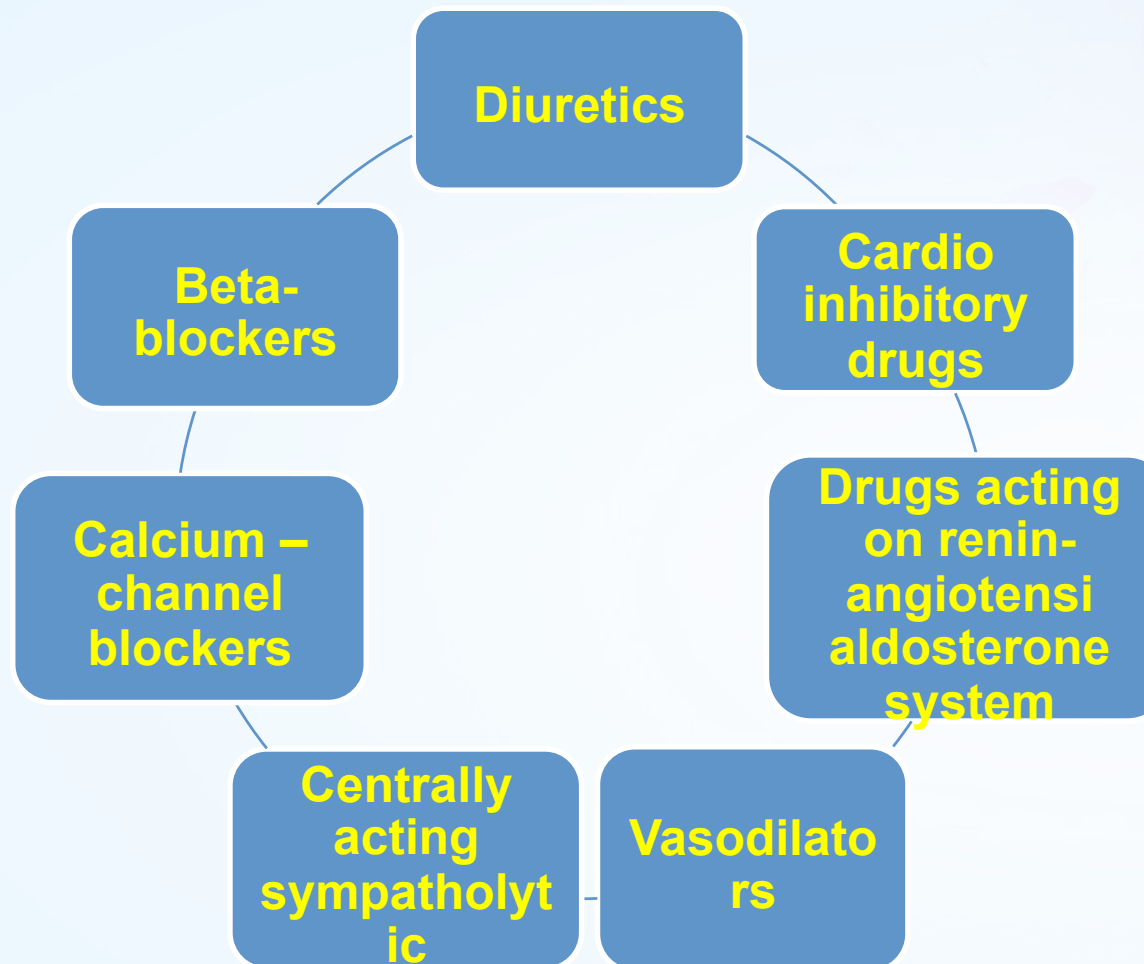 Diuretics
Cardio
inhibitory
drugs
Drugs acting
on renin-
angiotensi
aldosterone
system
Vasodilato
rs
Centrally
acting
sympatholyt
ic
Calcium –
channel
blockers
Beta-
blockers